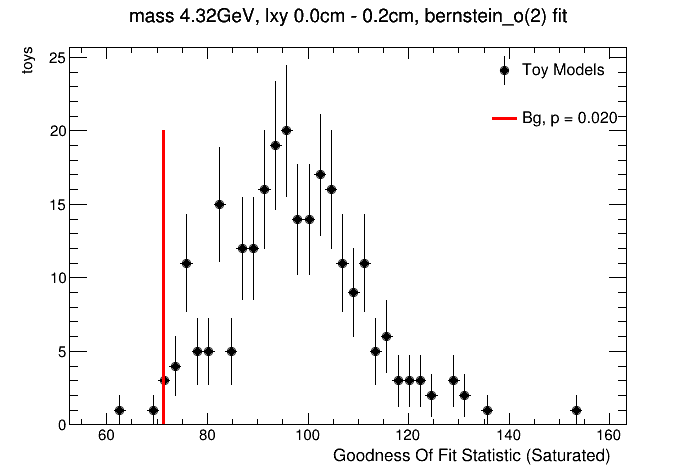 mass 4.32GeV, lxy 0.0cm - 0.2cm, bernstein_o(2) fit
toys
25
20
15
10
5
0
Toy Models
Bg, p = 0.020
60 80 100 120 140 160
Goodness Of Fit Statistic (Saturated)